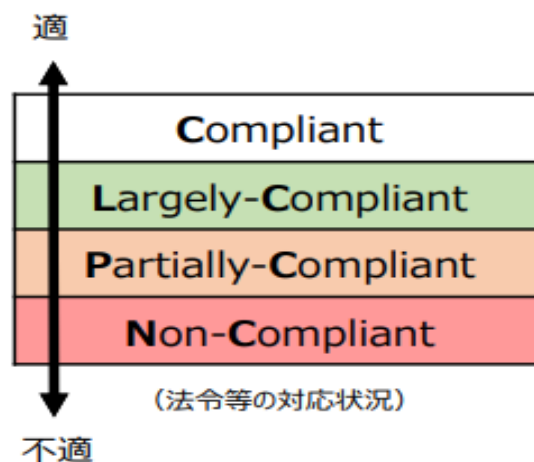 適
Compliant
Largely-Compliant
Partially-Compliant
Non-Compliant
（法令等の対応状況）
不適